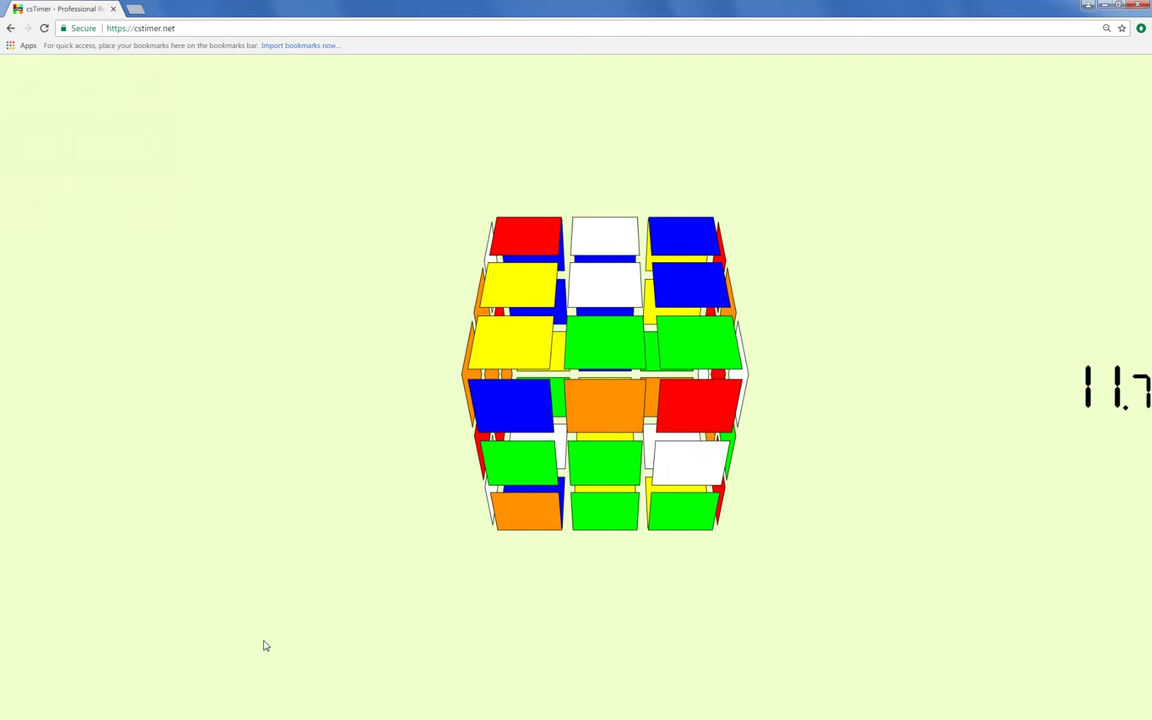 csTimer - Professional R
Secure https://cstimer.net
Apps For quick access, place your bookmarks here on the bookmarks bar. Import bookmarks now...
11.7